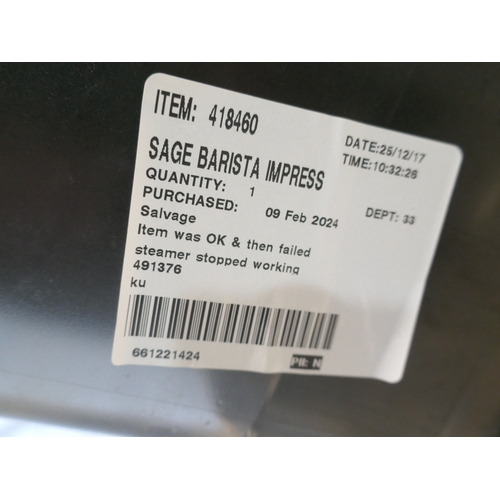 ITEM: 418460
DATE:25/12/17
TIME:10:32:26
SAGE BARISTA IMPRESS
QUANTITY: 1
PURCHASED: 09 Feb 2024
DEPT: 33
Salvage
Item was OK & then failed
steamer stopped working
491376
ku
661221424
PII: N